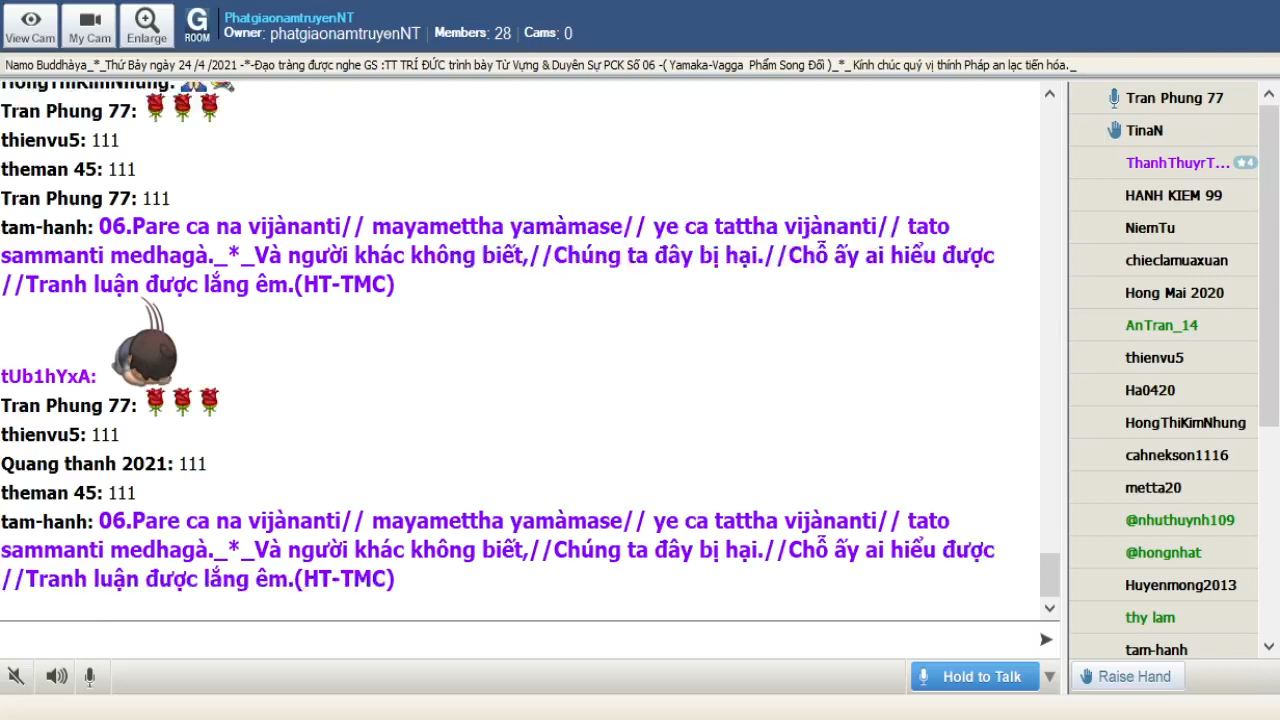 View Cam
My Cam
Enlarge
G
ROOM
PhatgiaonamtruyenNT
Owner: phatgiaonamtruyenNT | Members: 28 | Cams: 0
Namo Buddhàya_*_Thứ Bảy ngày 24 /4 /2021 -*-Đạo tràng được nghe GS :TT TRÍ ĐỨC trình bày Từ Vựng & Duyên Sự PCK Số 06 -( Yamaka-Vagga Phẩm Song Đối )_*_ Kính chúc quý vị thính Pháp an lạc tiến hóa._
HongThiKimNhung:
Tran Phung 77:
thienvu5: 111
theman 45: 111
Tran Phung 77: 111
tam-hanh: 06.Pare ca na vijànanti// mayamettha yamàmase// ye ca tattha vijànanti// tato
sammanti medhagà._*_Và người khác không biết,//Chúng ta đây bị hại.//Chỗ ấy ai hiểu được
//Tranh luận được lắng êm.(HT-TMC)
tUb1hYxA:
Tran Phung 77:
thienvu5: 111
Quang thanh 2021: 111
theman 45: 111
tam-hanh: 06.Pare ca na vijànanti// mayamettha yamàmase// ye ca tattha vijànanti// tato
sammanti medhagà._*_Và người khác không biết,//Chúng ta đây bị hại.//Chỗ ấy ai hiểu được
//Tranh luận được lắng êm.(HT-TMC)
Hold to Talk
Tran Phung 77
TinaN
ThanhThuyrT... 4
HANH KIEM 99
NiemTu
chieclamuaxuan
Hong Mai 2020
AnTran_14
thienvu5
Ha0420
HongThiKimNhung
cahnekson1116
metta20
@nhuthuynh109
@hongnhat
Huyenmong2013
thy lam
tam-hanh
Raise Hand